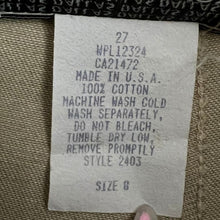 27
WPL12324
CA21472
MADE IN U.S.A.
100% COTTON
MACHINE WASH COLD
WASH SEPARATELY,
DO NOT BLEACH,
TUMBLE DRY LOW,
REMOVE PROMPTLY
STYLE 2403
SIZE 8